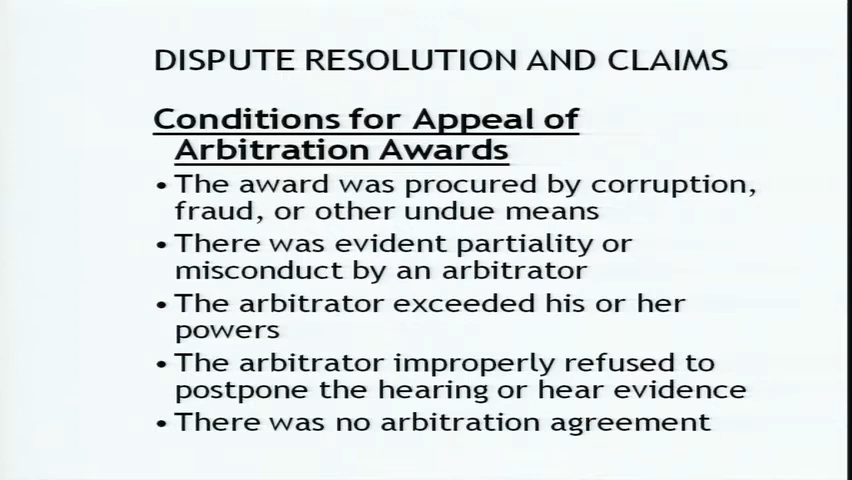 DISPUTE RESOLUTION AND CLAIMS
Conditions for Appeal of
Arbitration Awards
• The award was procured by corruption,
fraud, or other undue means
• There was evident partiality or
misconduct by an arbitrator
• The arbitrator exceeded his or her
powers
• The arbitrator improperly refused to
postpone the hearing or hear evidence
• There was no arbitration agreement